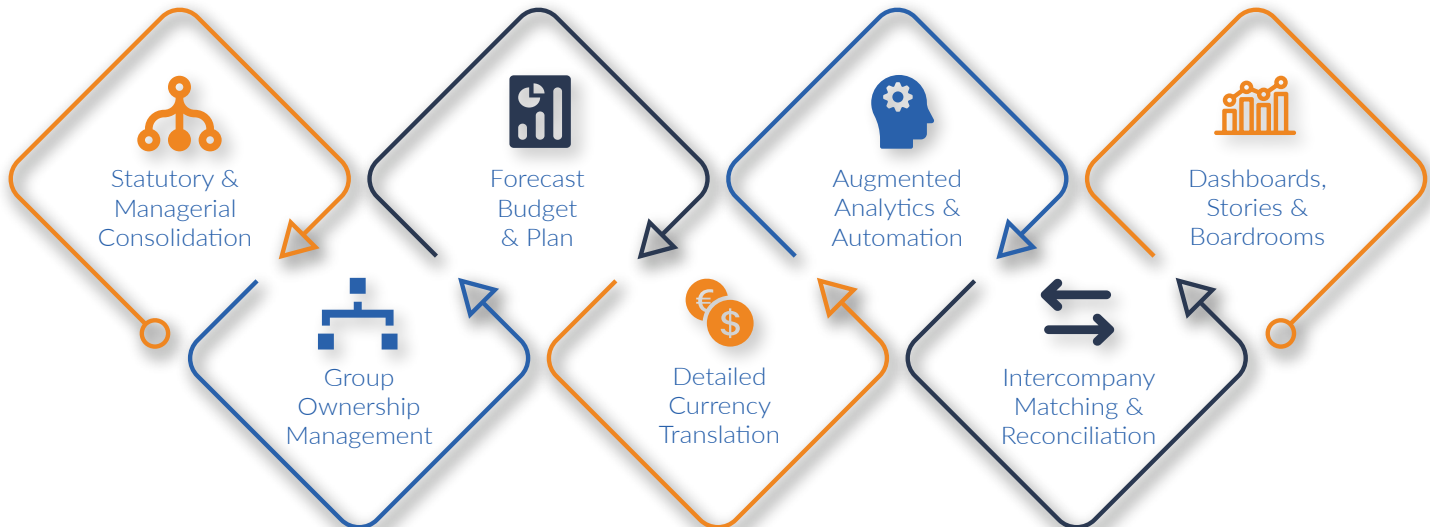 Statutory &
Managerial
Consolidation
Group
Ownership
Management
Forecast
Budget
& Plan
€
$
Detailed
Currency
Translation
Augmented
Analytics &
Automation
Intercompany
Matching &
Reconciliation
Dashboards,
Stories &
Boardrooms